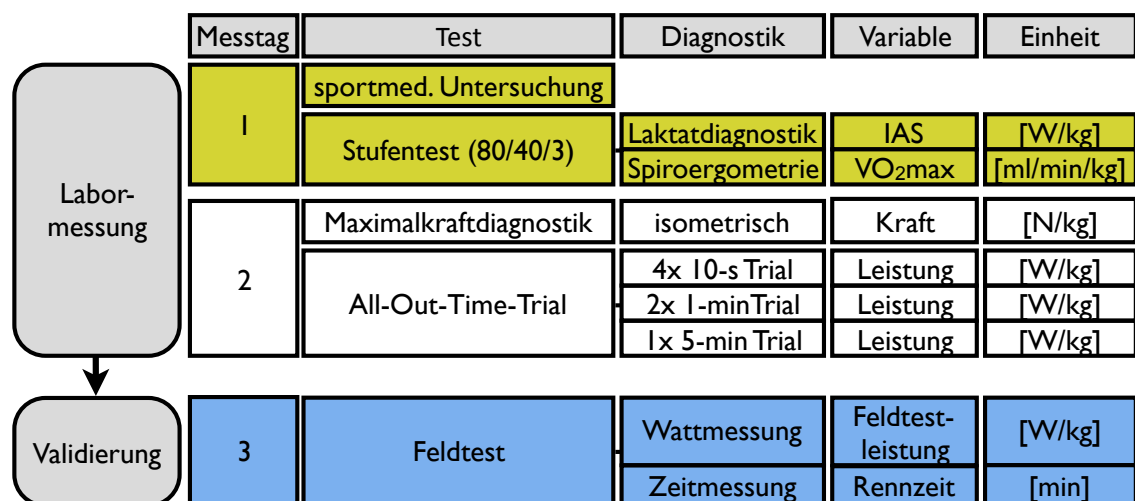 Messtag Test Diagnostik Variable Einheit
Labor-
messung
1
sportmed. Untersuchung
Stufentest (80/40/3)
Laktatdiagnostik IAS [W/kg]
Spiroergometrie VO₂max [ml/min/kg]
2
Maximalkraftdiagnostik isometrisch Kraft [N/kg]
All-Out-Time-Trial
4x 10-s Trial Leistung [W/kg]
2x 1-minTrial Leistung [W/kg]
1x 5-min Trial Leistung [W/kg]
Validierung
3
Feldtest
Wattmessung
Feldtest-
leistung
[W/kg]
Zeitmessung Rennzeit [min]